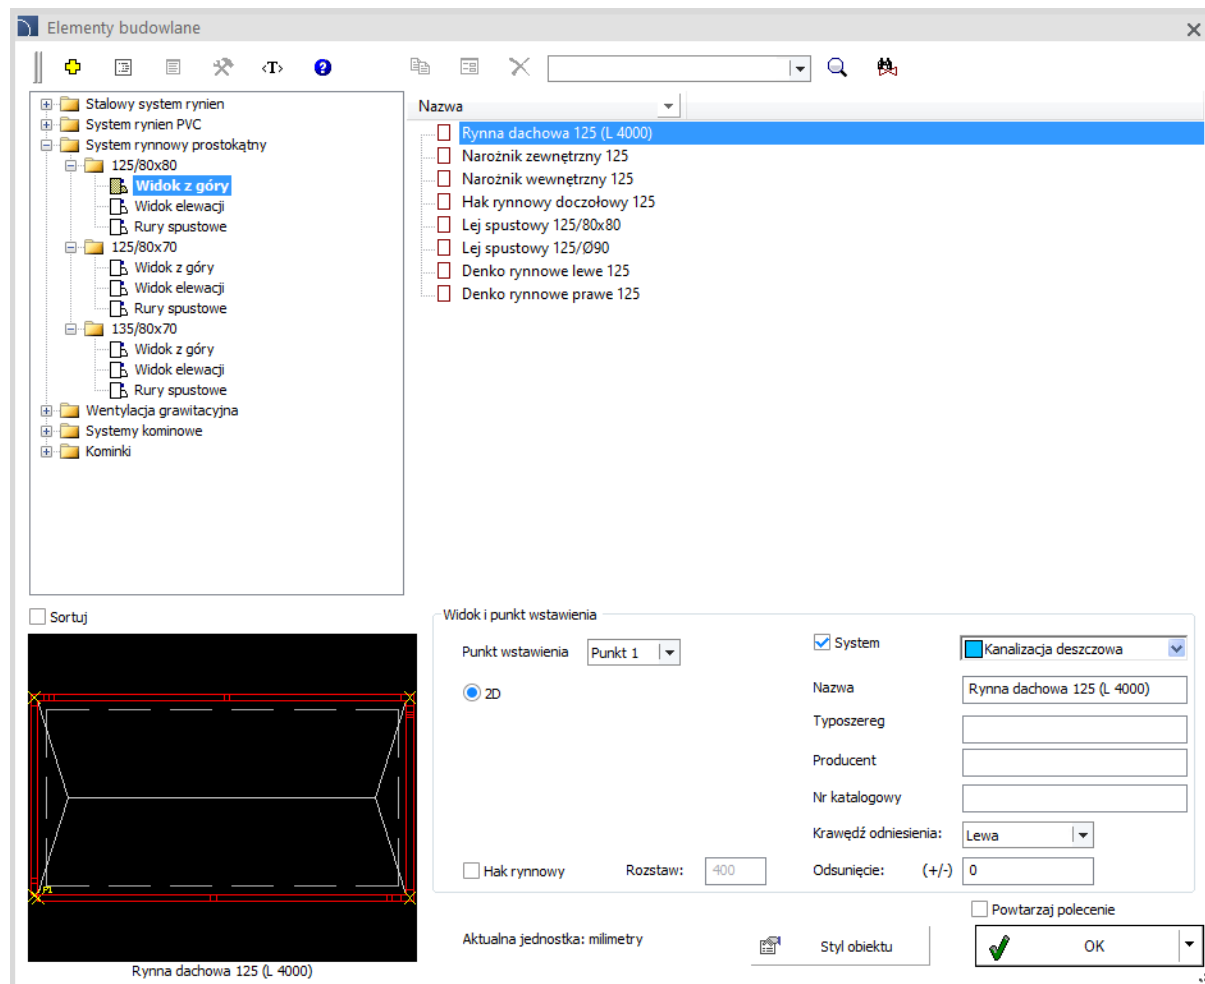 Elementy budowlane
<T>
Stalowy system rynien
System rynien PVC
System rynnowy prostokątny
125/80x80
Widok z góry
Widok elewacji
Rury spustowe
125/80x70
Widok z góry
Widok elewacji
Rury spustowe
135/80x70
Widok z góry
Widok elewacji
Rury spustowe
Wentylacja grawitacyjna
Systemy kominowe
Kominki
Nazwa
Rynna dachowa 125 (L 4000)
Narożnik zewnętrzny 125
Narożnik wewnętrzny 125
Hak rynnowy doczołowy 125
Lej spustowy 125/80x80
Lej spustowy 125/Ø90
Denko rynnowe lewe 125
Denko rynnowe prawe 125
Sortuj
P1
Rynna dachowa 125 (L 4000)
Widok i punkt wstawienia
Punkt wstawienia Punkt 1
2D
Hak rynnowy Rozstaw: 400
System Kanalizacja deszczowa
Nazwa Rynna dachowa 125 (L 4000)
Typoszereg
Producent
Nr katalogowy
Krawędź odniesienia: Lewa
Odsunięcie: (+/-) 0
Powtarzaj polecenie
Aktualna jednostka: milimetry
Styl obiektu
OK